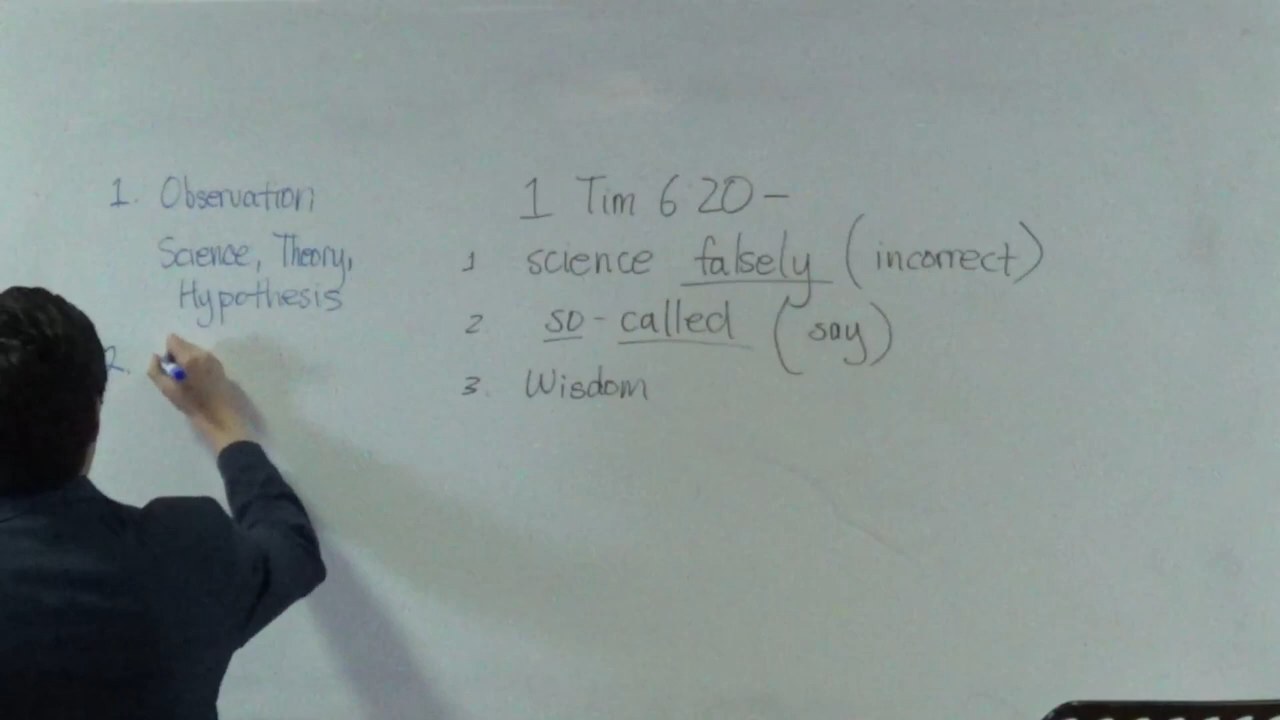 1. Observation
Science, Theory,
Hypothesis
2.
1 Tim 6 20 -
1 science falsely (incorrect)
2 so-called (say)
3. Wisdom